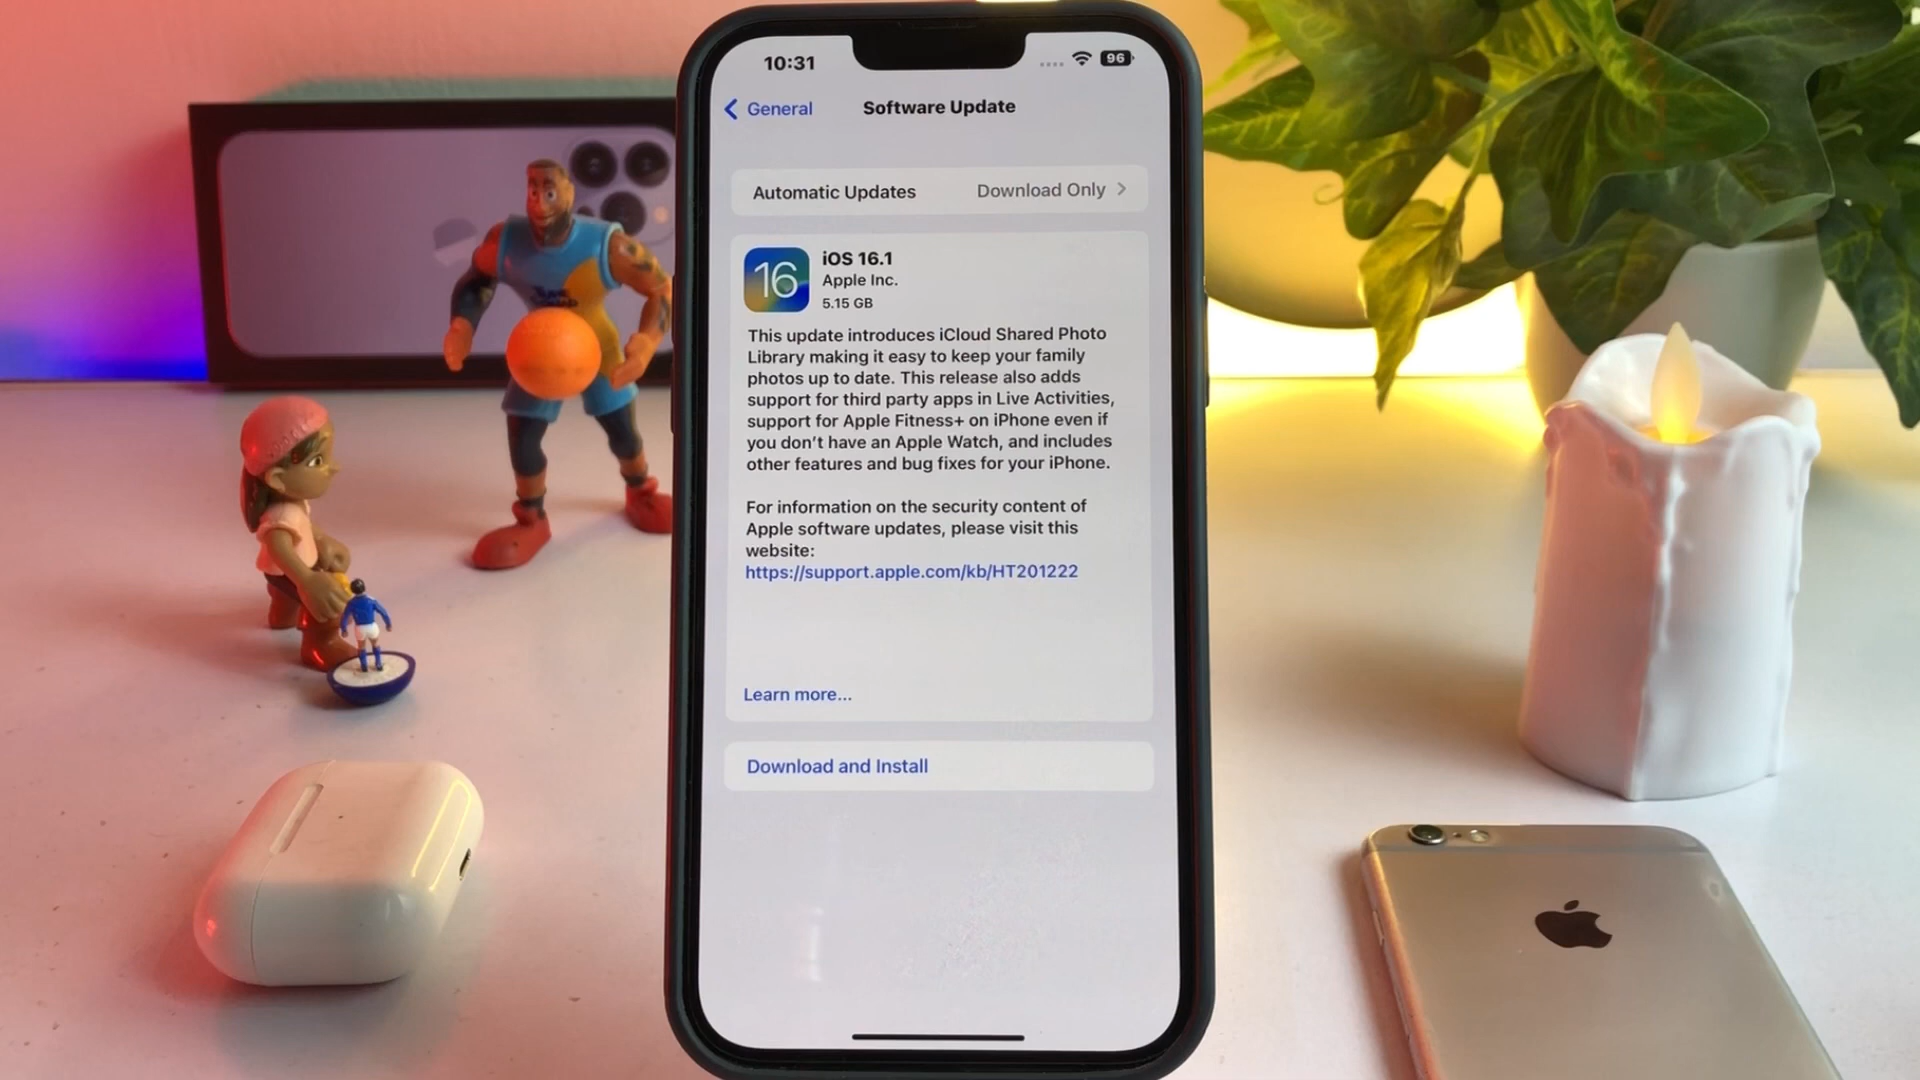 10:31
96
General
Software Update
Automatic Updates
Download Only
16
iOS 16.1
Apple Inc.
5.15 GB
This update introduces iCloud Shared Photo
Library making it easy to keep your family
photos up to date. This release also adds
support for third party apps in Live Activities,
support for Apple Fitness+ on iPhone even if
you don't have an Apple Watch, and includes
other features and bug fixes for your iPhone.
For information on the security content of
Apple software updates, please visit this
website:
https://support.apple.com/kb/HT201222
Learn more...
Download and Install